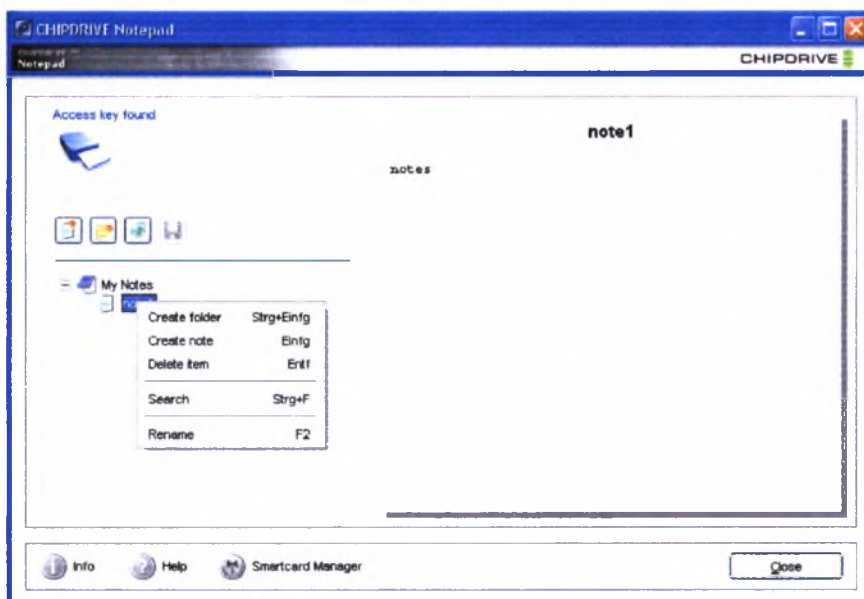 CHIPDRIVE Notepad
Notepad
CHIPDRIVE
Access key found
note1
notes
My Notes
Create folder Strg+Einfg
Create note Einfg
Delete item Entf
Search Strg+F
Rename F2
Info Help Smartcard Manager Close